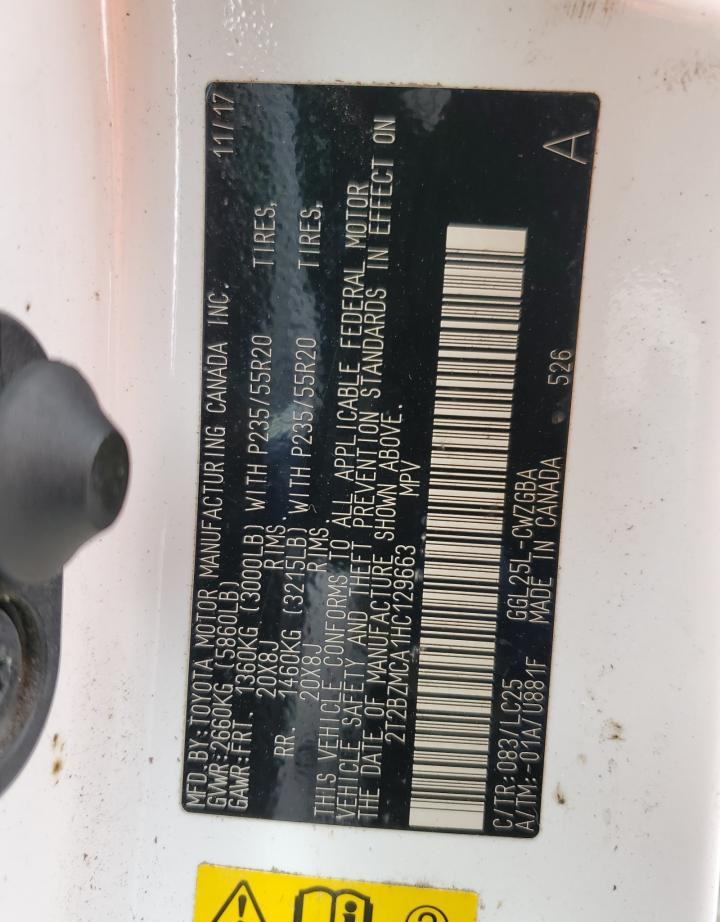 MFD.BY:TOYOTA MOTOR MANUFACTURING CANADA INC. 11/17
GVWR:2660KG (5860LB)
GAWR:FRT. 1360KG (3000LB) WITH P235/55R20 TIRES,
20X8J RIMS,
RR. 1460KG (3215LB) WITH P235/55R20 TIRES,
20X8J RIMS
THIS VEHICLE CONFORMS TO ALL APPLICABLE FEDERAL MOTOR
VEHICLE SAFETY AND THEFT PREVENTION STANDARDS IN EFFECT ON
THE DATE OF MANUFACTURE SHOWN ABOVE.
2T2BZMCA1HC129663 MPV
C/TR:083/LC25 GGL25L-CWZGBA
A/TM:-01A/U881F MADE IN CANADA 526 A